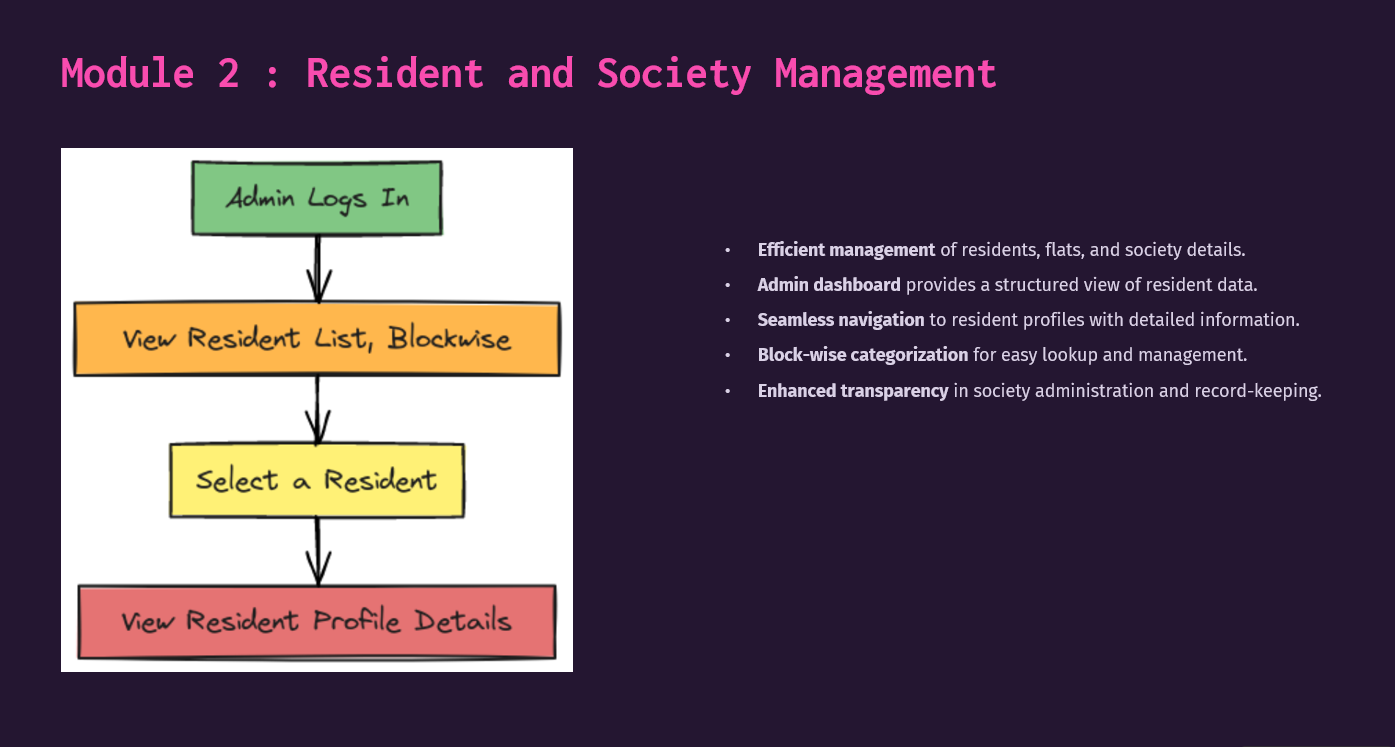 Module 2 : Resident and Society Management
Admin Logs In
View Resident List, Blockwise
Select a Resident
View Resident Profile Details
• Efficient management of residents, flats, and society details.
• Admin dashboard provides a structured view of resident data.
• Seamless navigation to resident profiles with detailed information.
• Block-wise categorization for easy lookup and management.
• Enhanced transparency in society administration and record-keeping.